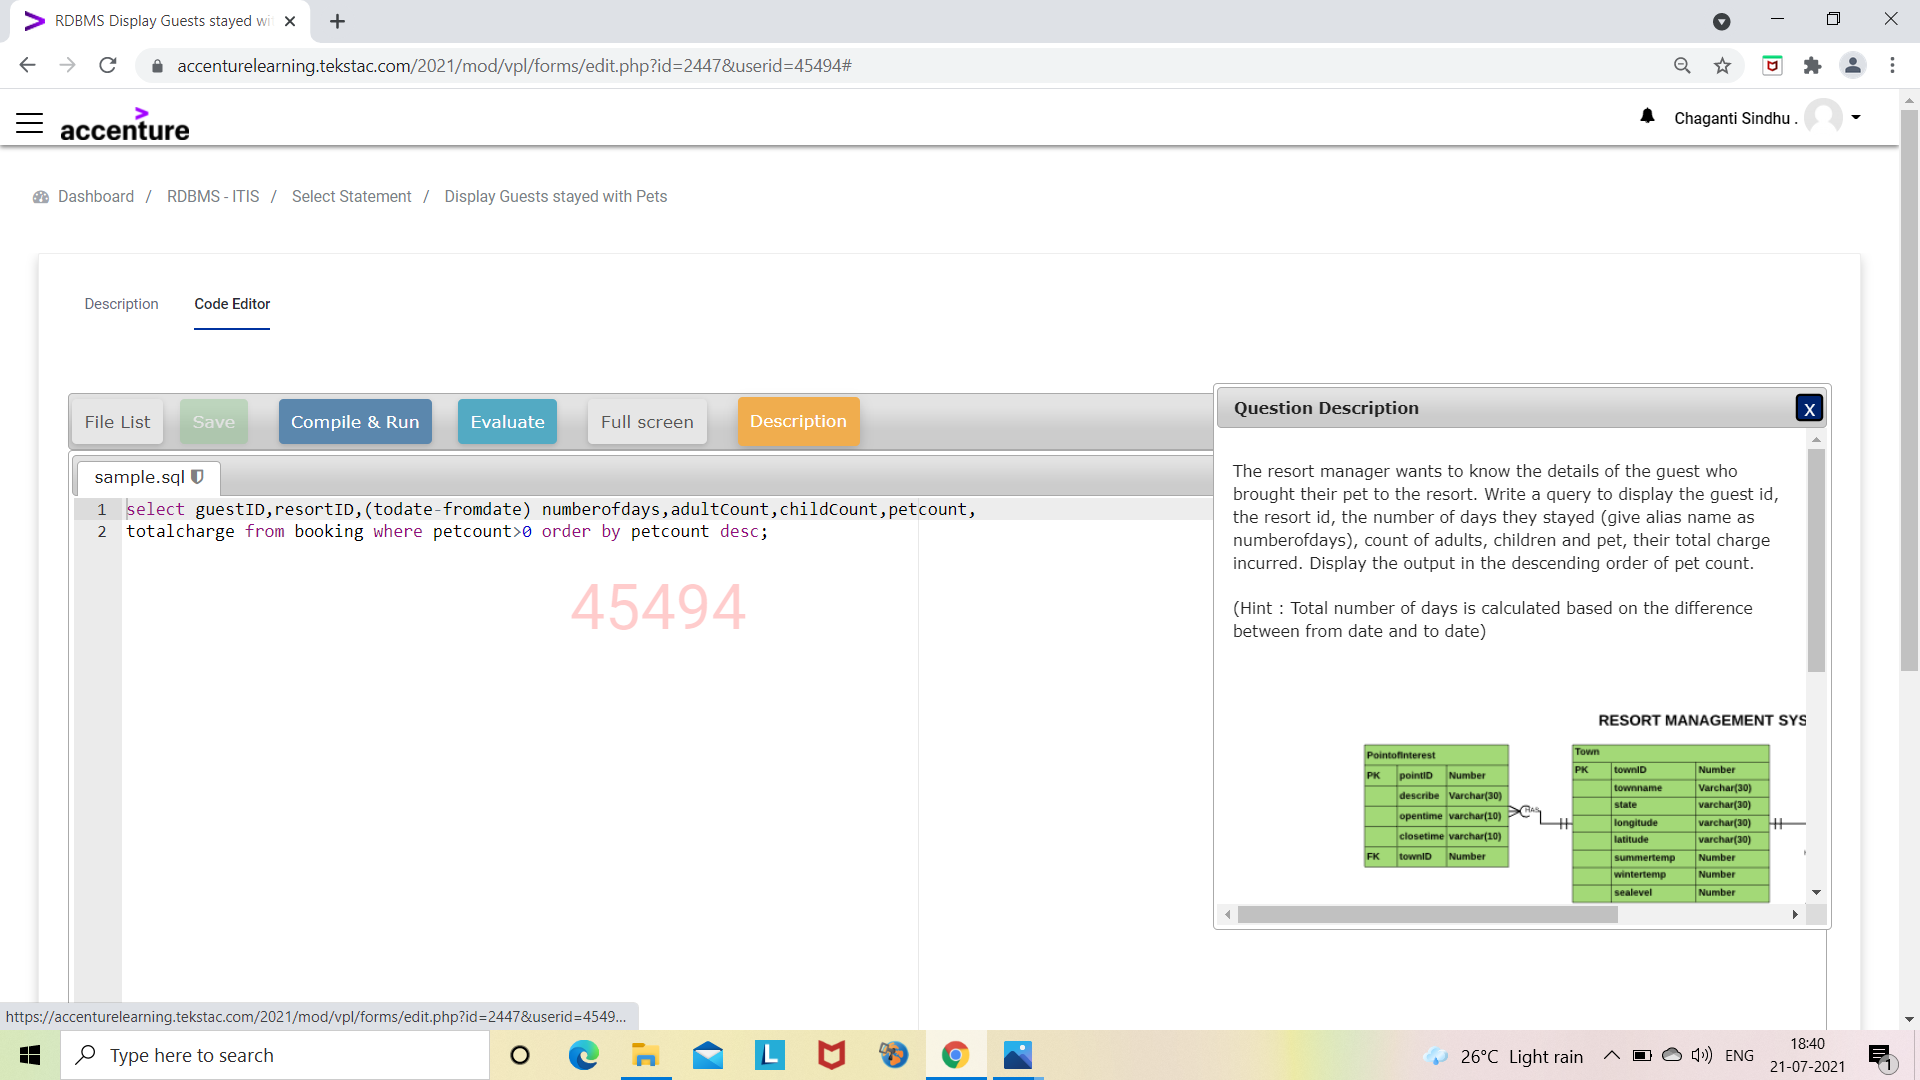 RDBMS Display Guests stayed wi
accenturelearning.tekstac.com/2021/mod/vpl/forms/edit.php?id=2447&userid=45494#
accenture
Chaganti Sindhu .
Dashboard / RDBMS - ITIS / Select Statement / Display Guests stayed with Pets
Description Code Editor
File List Save Compile & Run Evaluate Full screen Description
sample.sql
1 select guestID,resortID,(todate-fromdate) numberofdays,adultCount,childCount,petcount,
2 totalcharge from booking where petcount>0 order by petcount desc;
45494
Question Description
X
The resort manager wants to know the details of the guest who
brought their pet to the resort. Write a query to display the guest id,
the resort id, the number of days they stayed (give alias name as
numberofdays), count of adults, children and pet, their total charge
incurred. Display the output in the descending order of pet count.
(Hint : Total number of days is calculated based on the difference
between from date and to date)
RESORT MANAGEMENT SYS
PointofInterest
PK pointID Number
describe Varchar(30)
opentime varchar(10)
closetime varchar(10)
FK townID Number
HAS
Town
PK townID Number
townname Varchar(30)
state varchar(30)
longitude varchar(30)
latitude varchar(30)
summertemp Number
wintertemp Number
sealevel Number
https://accenturelearning.tekstac.com/2021/mod/vpl/forms/edit.php?id=2447&userid=4549...
Type here to search
L
26°C Light rain
ENG
18:40
21-07-2021
1